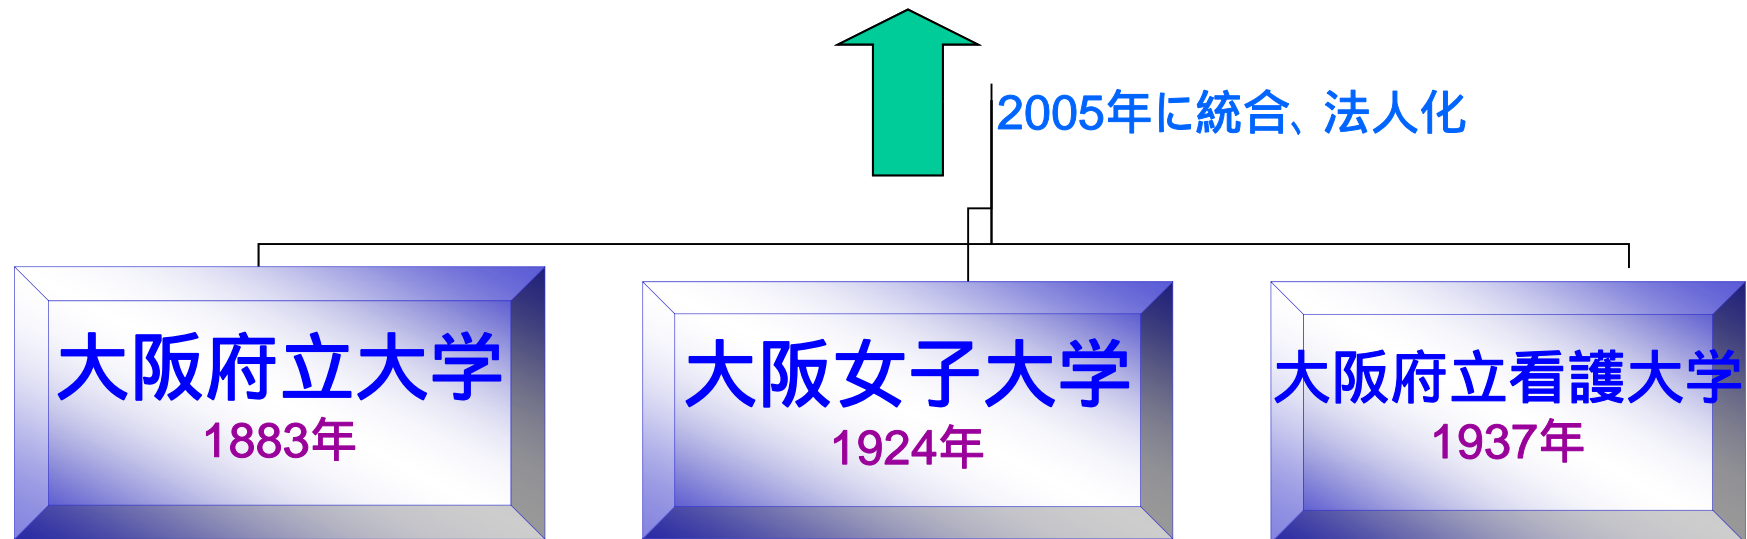 2005年に統合、法人化
大阪府立大学
1883年
大阪女子大学
1924年
大阪府立看護大学
1937年